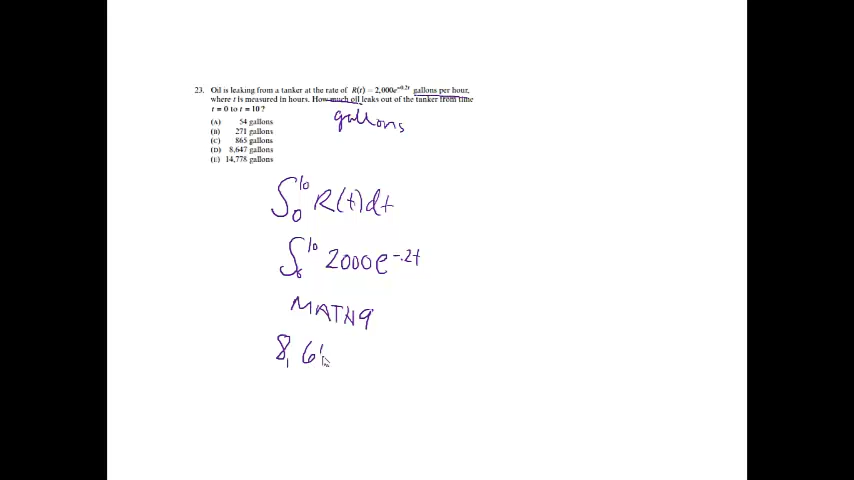 23. Oil is leaking from a tanker at the rate of R(t) = 2,000e^-0.2t gallons per hour,
where t is measured in hours. How much oil leaks out of the tanker from time
t = 0 to t = 10?
gallons
(A) 54 gallons
(B) 271 gallons
(C) 865 gallons
(D) 8,647 gallons
(E) 14,778 gallons
∫₀¹⁰ R(t)dt
∫₀¹⁰ 2000e^-.2t
MATH9
8,6